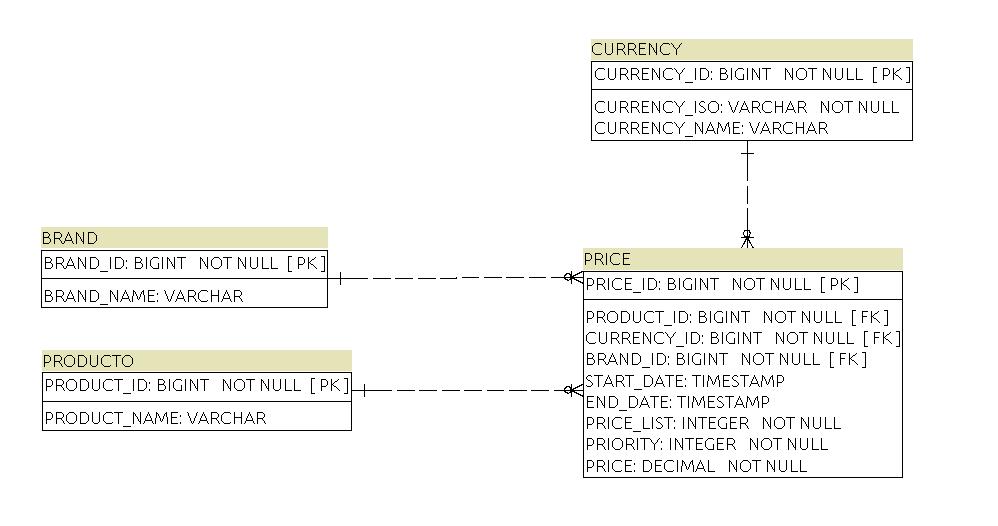 CURRENCY
CURRENCY_ID: BIGINT NOT NULL [ PK ]
CURRENCY_ISO: VARCHAR NOT NULL
CURRENCY_NAME: VARCHAR
BRAND
BRAND_ID: BIGINT NOT NULL [ PK ]
BRAND_NAME: VARCHAR
PRODUCTO
PRODUCT_ID: BIGINT NOT NULL [ PK ]
PRODUCT_NAME: VARCHAR
PRICE
PRICE_ID: BIGINT NOT NULL [ PK ]
PRODUCT_ID: BIGINT NOT NULL [ FK ]
CURRENCY_ID: BIGINT NOT NULL [ FK ]
BRAND_ID: BIGINT NOT NULL [ FK ]
START_DATE: TIMESTAMP
END_DATE: TIMESTAMP
PRICE_LIST: INTEGER NOT NULL
PRIORITY: INTEGER NOT NULL
PRICE: DECIMAL NOT NULL